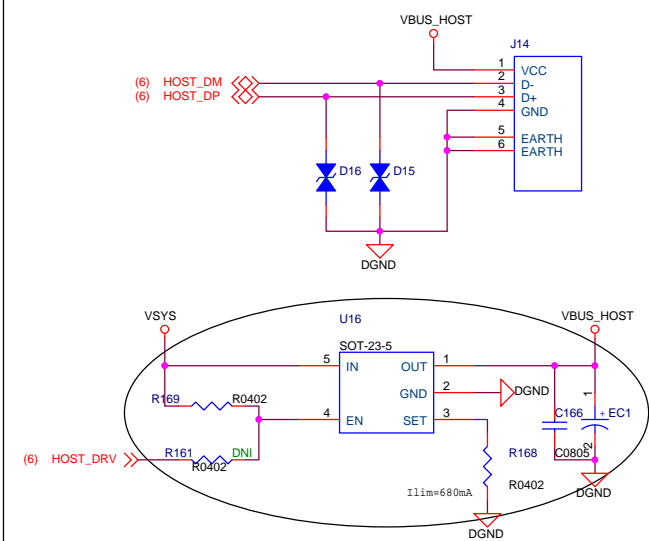 VBUS_HOST
J14
1 VCC
(6) HOST_DM 2 D-
(6) HOST_DP 3 D+
4 GND
5 EARTH
6 EARTH
D16 D15
DGND
VSYS U16 VBUS_HOST
SOT-23-5
5 IN OUT 1
GND 2 DGND
R169 R0402 4 EN SET 3 C166 1 + EC1 2
(6) HOST_DRV R161 DNI R0402 R168 C0805
Ilim=680mA R0402 DGND
DGND